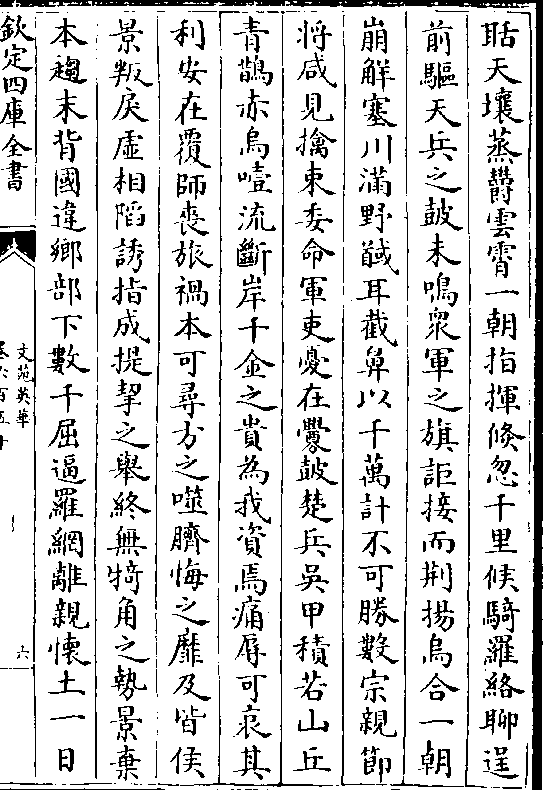 聒天壤蒸欝雲霄一朝指揮倐忽千里候騎羅絡聊逞
前驅天兵之鼓未鳴衆軍之旗詎接而荆揚烏合一朝
崩解塞川滿野馘耳截鼻以千萬計不可勝數宗親節
將咸見擒束委命軍吏憂在釁鼓楚兵吳甲積若山丘
青鵲赤烏噎流斷岸千金之貴為我資焉痛辱可哀其
利安在覆師喪旅禍本可尋方之噬臍悔之靡及皆侯
景叛戾虛相陷誘指成提挈之舉終無犄角之勢景棄
本趨末背國違鄉部下數千屈逼羅網離親懷土一日
欽定四庫全書
文苑英華
卷六百五十
六